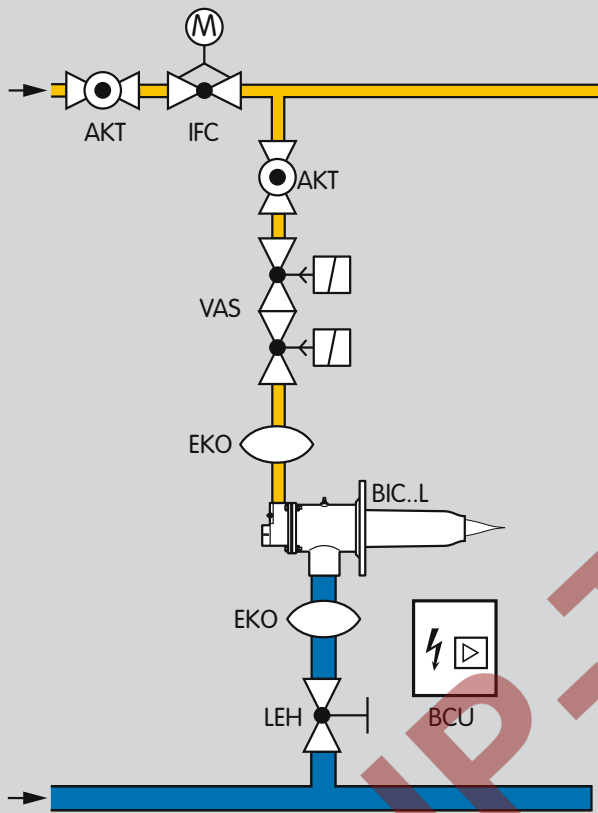 M
AKT
IFC
AKT
VAS
EKO
BIC..L
EKO
LEH
BCU